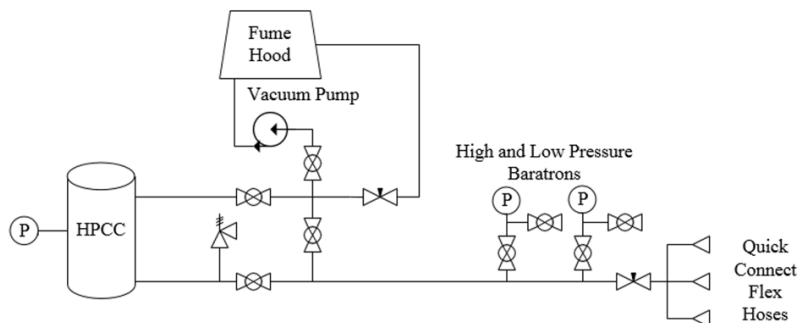 Fume
Hood
Vacuum Pump
High and Low Pressure
Baratrons
P
P
P
HPCC
Quick
Connect
Flex
Hoses